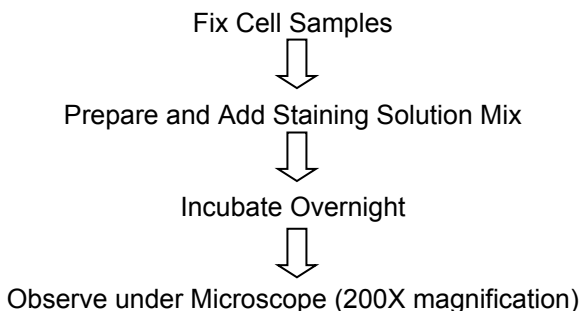 Fix Cell Samples
Prepare and Add Staining Solution Mix
Incubate Overnight
Observe under Microscope (200X magnification)